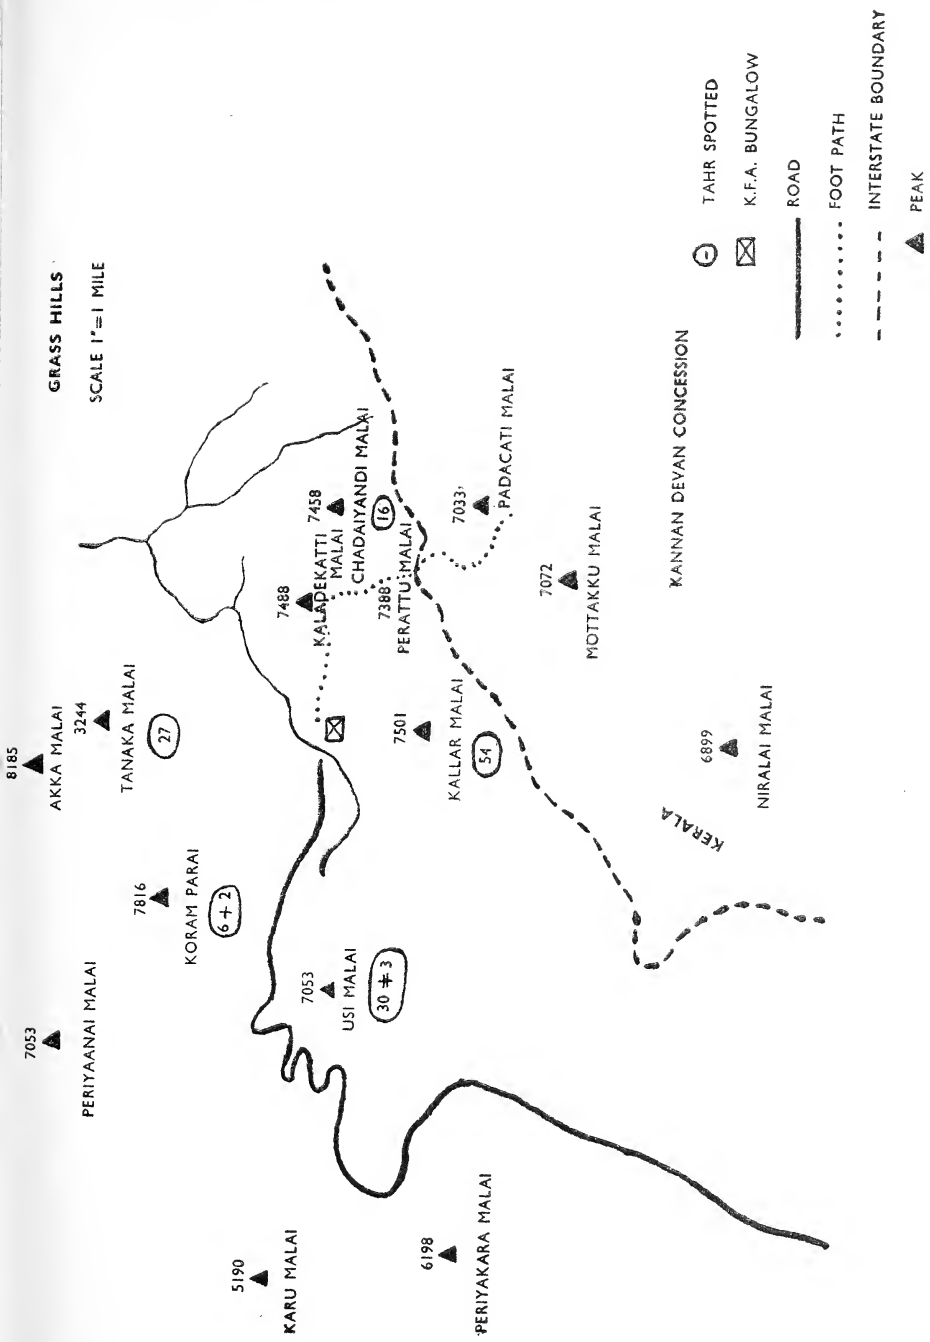 GRASS HILLS
SCALE 1"=1 MILE
8185
AKKA MALAI
3244
TANAKA MALAI
27
7053
PERIYAANAI MALAI
7816
KORAM PARAI
6+2
7488
KALADEKATTI
MALAI
7458
CHADAIYANDI MALAI
16
7388
PERATTU MALAI
7033
PADACATI MALAI
7501
KALLAR MALAI
54
7053
USI MALAI
30+3
7072
MOTTAKKU MALAI
KANNAN DEVAN CONCESSION
6899
NIRALAI MALAI
KERALA
5190
KARU MALAI
6198
PERIYAKARA MALAI
TAHR SPOTTED
K.F.A. BUNGALOW
ROAD
FOOT PATH
INTERSTATE BOUNDARY
PEAK